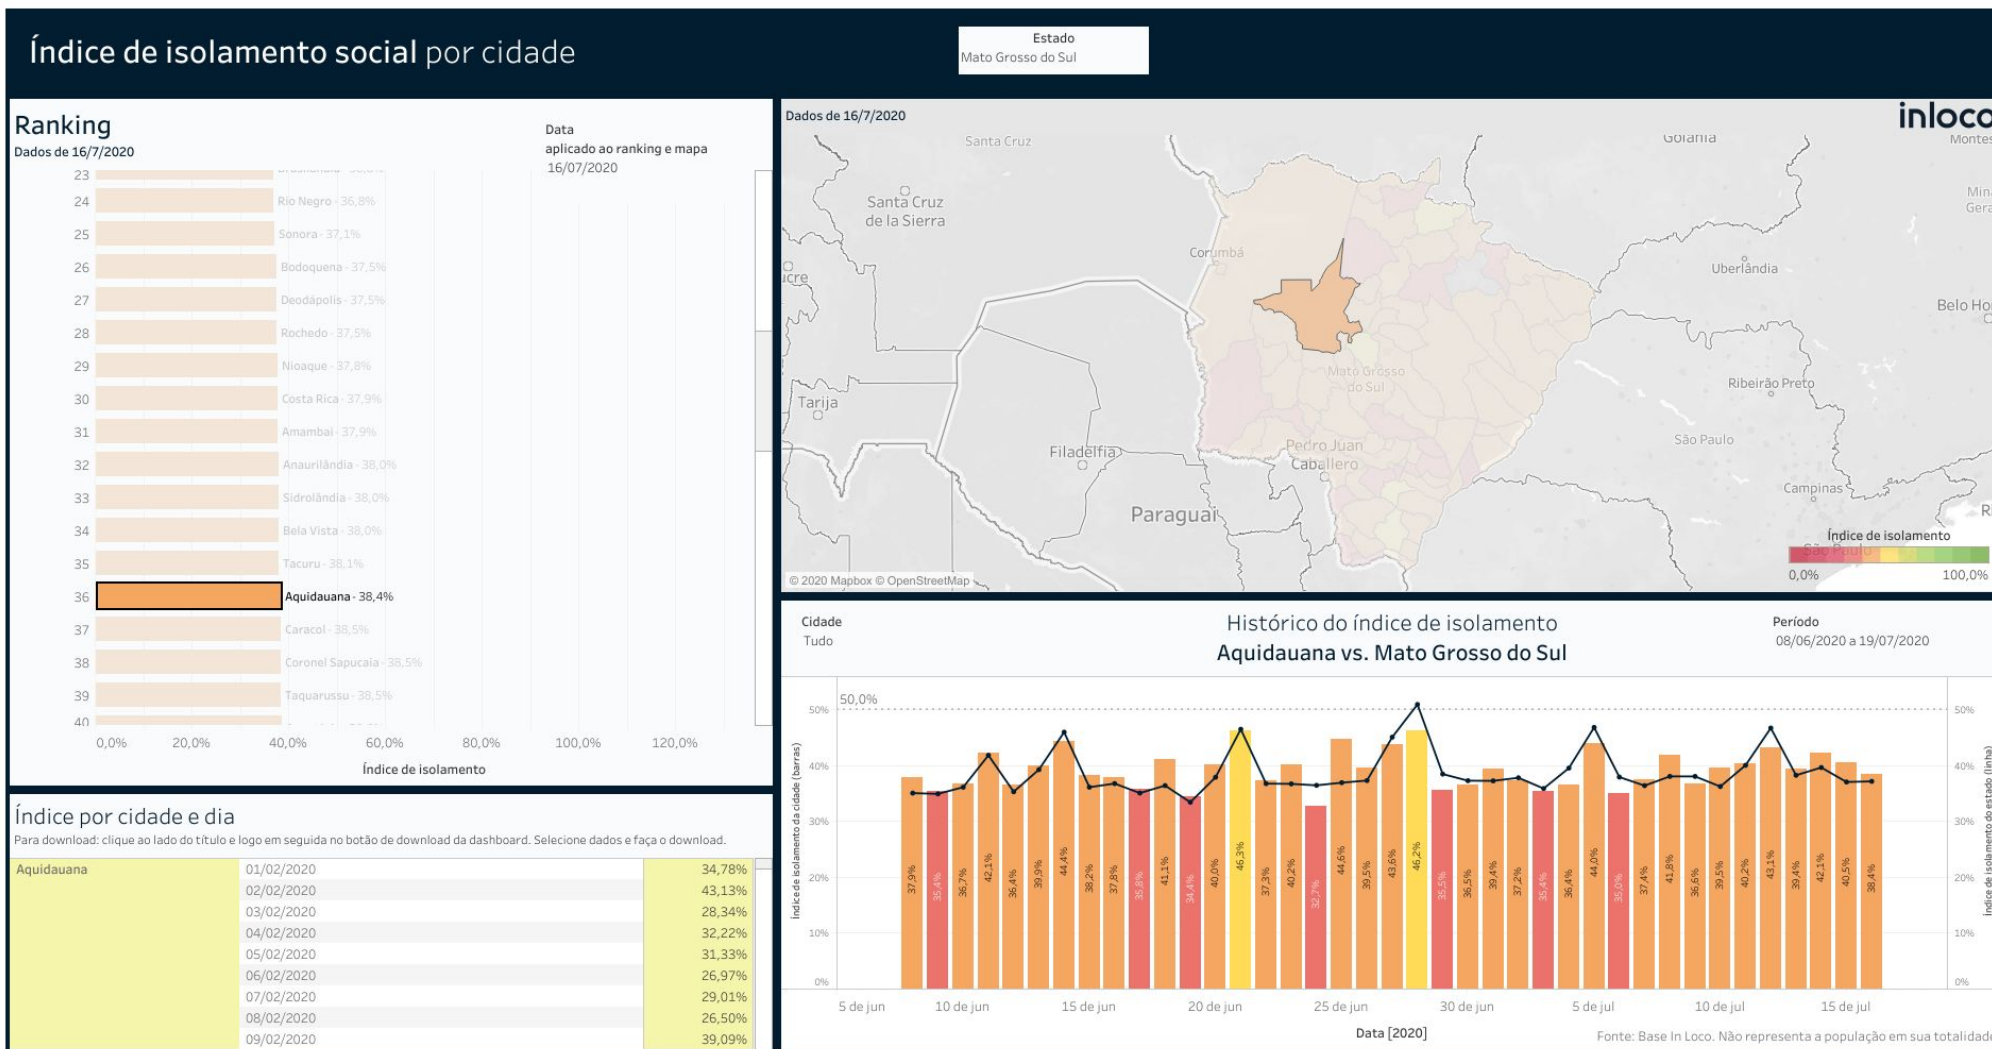 Índice de isolamento social por cidade
Estado
Mato Grosso do Sul
Ranking
Dados de 16/7/2020
Data
aplicado ao ranking e mapa
16/07/2020
23
24 Rio Negro - 36,8%
25 Sonora - 37,1%
26 Bodoquena - 37,5%
27 Deodápolis - 37,5%
28 Rochedo - 37,5%
29 Nioaque - 37,8%
30 Costa Rica - 37,9%
31 Amambai - 37,9%
32 Anaurilândia - 38,0%
33 Sidrolândia - 38,0%
34 Bela Vista - 38,0%
35 Tacuru - 38,1%
36 Aquidauana - 38,4%
37 Caracol - 38,5%
38 Coronel Sapucaia - 38,5%
39 Taquarussu - 38,5%
40
0,0% 20,0% 40,0% 60,0% 80,0% 100,0% 120,0%
Índice de isolamento
Índice por cidade e dia
Para download: clique ao lado do título e logo em seguida no botão de download da dashboard. Selecione dados e faça o download.
Aquidauana 01/02/2020 34,78%
02/02/2020 43,13%
03/02/2020 28,34%
04/02/2020 32,22%
05/02/2020 31,33%
06/02/2020 26,97%
07/02/2020 29,01%
08/02/2020 26,50%
09/02/2020 39,09%
Dados de 16/7/2020
inloco
Santa Cruz
Goiânia
Montes
Santa Cruz
de la Sierra
Mina
Gera
Corumbá
ucre
Uberlândia
Belo Ho
Mato Grosso
do Sul
Ribeirão Preto
Tarija
Filadelfia
Pedro Juan
Caballero
São Paulo
Campinas
Paraguai
Ri
Índice de isolamento
São Paulo
0,0% 100,0%
© 2020 Mapbox © OpenStreetMap
Cidade
Tudo
Histórico do índice de isolamento
Aquidauana vs. Mato Grosso do Sul
Período
08/06/2020 a 19/07/2020
50,0%
50% 50%
40% 40%
30% 30%
20% 20%
10% 10%
0% 0%
Índice de isolamento da cidade (barras)
37,9% 35,4% 36,7% 42,1% 36,4% 39,9% 44,4% 38,2% 37,8% 35,8% 41,1% 34,4% 40,0% 46,3% 37,3% 40,2% 32,7% 44,6% 39,5% 43,6% 46,2% 35,5% 36,5% 39,4% 37,2% 35,4% 36,4% 44,0% 35,0% 37,4% 41,8% 36,6% 39,5% 40,2% 43,1% 39,4% 42,1% 40,5% 38,4%
Índice de isolamento do estado (linha)
5 de jun 10 de jun 15 de jun 20 de jun 25 de jun 30 de jun 5 de jul 10 de jul 15 de jul
Data [2020]
Fonte: Base In Loco. Não representa a população em sua totalidade